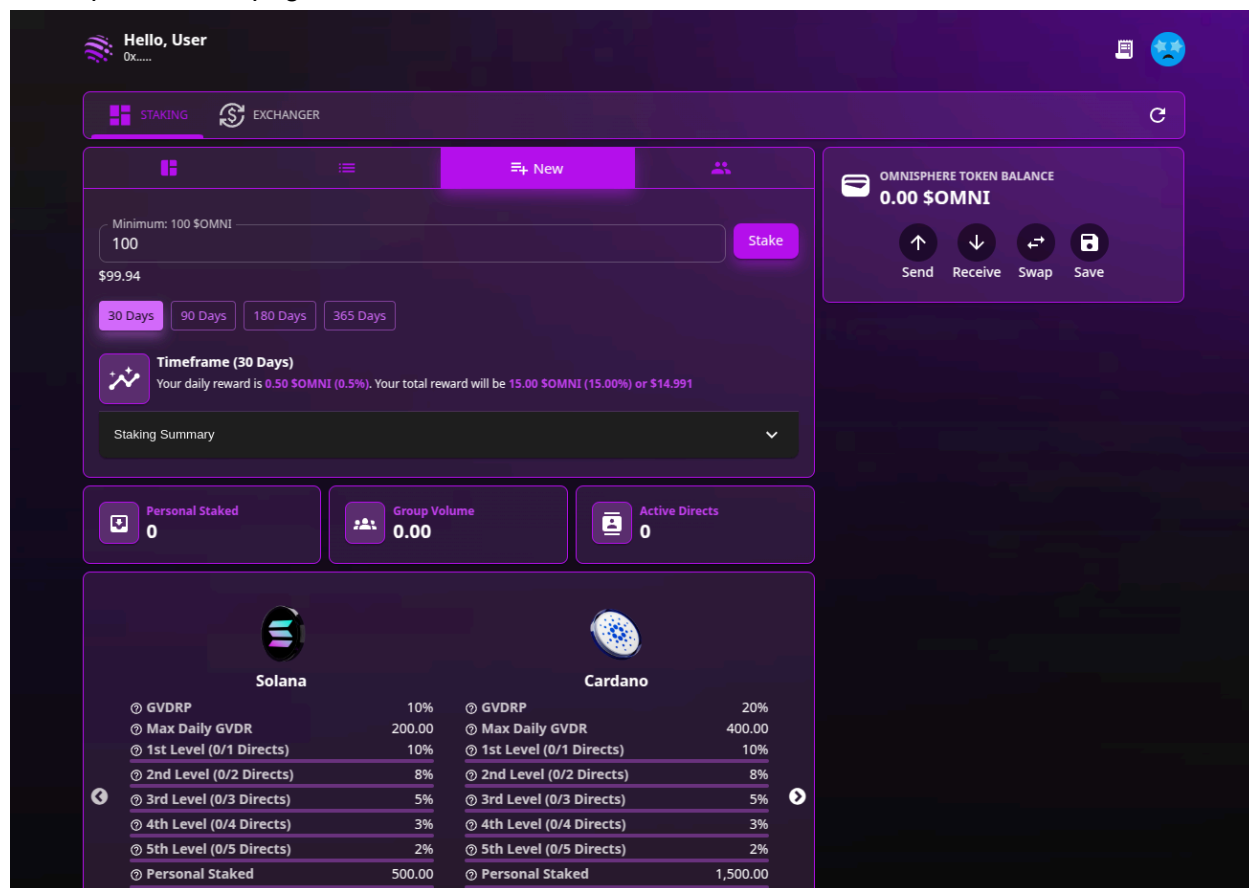 Hello, User
0x.....
STAKING
EXCHANGER
New
Minimum: 100 $OMNI
100
Stake
$99.94
30 Days
90 Days
180 Days
365 Days
Timeframe (30 Days)
Your daily reward is 0.50 $OMNI (0.5%). Your total reward will be 15.00 $OMNI (15.00%) or $14.991
Staking Summary
OMNISPHERE TOKEN BALANCE
0.00 $OMNI
Send
Receive
Swap
Save
Personal Staked
0
Group Volume
0.00
Active Directs
0
Solana
GVDRP 10%
Max Daily GVDR 200.00
1st Level (0/1 Directs) 10%
2nd Level (0/2 Directs) 8%
3rd Level (0/3 Directs) 5%
4th Level (0/4 Directs) 3%
5th Level (0/5 Directs) 2%
Personal Staked 500.00
Cardano
GVDRP 20%
Max Daily GVDR 400.00
1st Level (0/1 Directs) 10%
2nd Level (0/2 Directs) 8%
3rd Level (0/3 Directs) 5%
4th Level (0/4 Directs) 3%
5th Level (0/5 Directs) 2%
Personal Staked 1,500.00